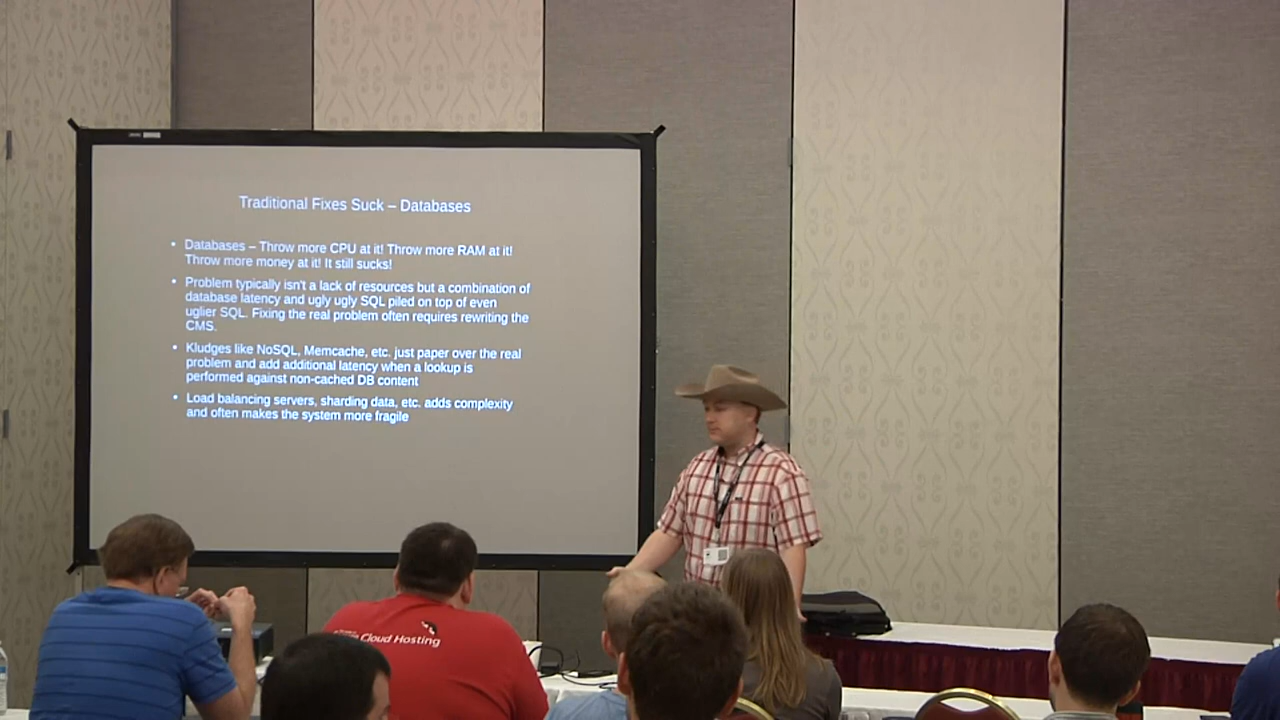 Traditional Fixes Suck – Databases
• Databases – Throw more CPU at it! Throw more RAM at it!
Throw more money at it! It still sucks!
• Problem typically isn't a lack of resources but a combination of
database latency and ugly ugly SQL piled on top of even
uglier SQL. Fixing the real problem often requires rewriting the
CMS.
• Kludges like NoSQL, Memcache, etc. just paper over the real
problem and add additional latency when a lookup is
performed against non-cached DB content
• Load balancing servers, sharding data, etc. adds complexity
and often makes the system more fragile
Cloud Hosting